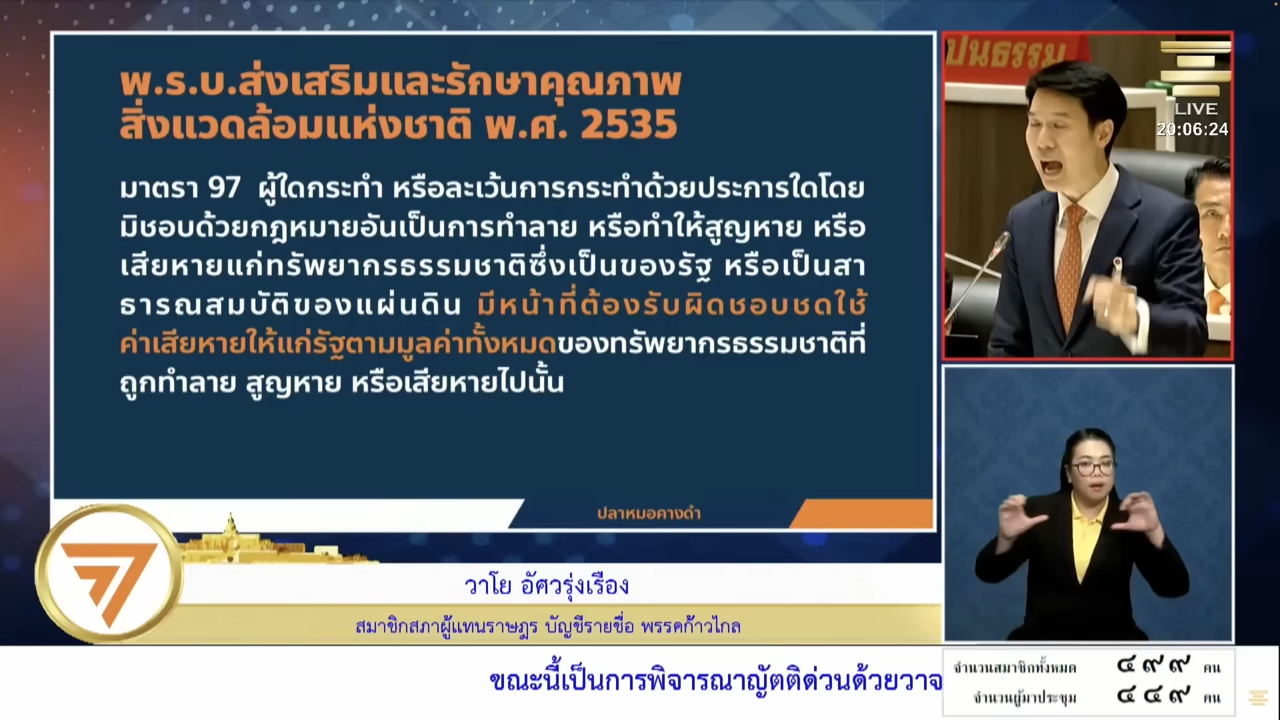 พ.ร.บ.ส่งเสริมและรักษาคุณภาพ
สิ่งแวดล้อมแห่งชาติ พ.ศ. 2535
มาตรา 97 ผู้ใดกระทำ หรือละเว้นการกระทำด้วยประการใดโดย
มิชอบด้วยกฎหมายอันเป็นการทำลาย หรือทำให้สูญหาย หรือ
เสียหายแก่ทรัพยากรธรรมชาติซึ่งเป็นของรัฐ หรือเป็นสา
ธารณสมบัติของแผ่นดิน มีหน้าที่ต้องรับผิดชอบชดใช้
ค่าเสียหายให้แก่รัฐตามมูลค่าทั้งหมดของทรัพยากรธรรมชาติที่
ถูกทำลาย สูญหาย หรือเสียหายไปนั้น
ปลาหมอคางดำ
ปนธรรม
LIVE
20:06:24
วาโย อัศวรุ่งเรือง
สมาชิกสภาผู้แทนราษฎร บัญชีรายชื่อ พรรคก้าวไกล
ขณะนี้เป็นการพิจารณาญัตติด่วนด้วยวาจ
จำนวนสมาชิกทั้งหมด ๔๙๙ คน
จำนวนผู้มาประชุม ๔๔๙ คน